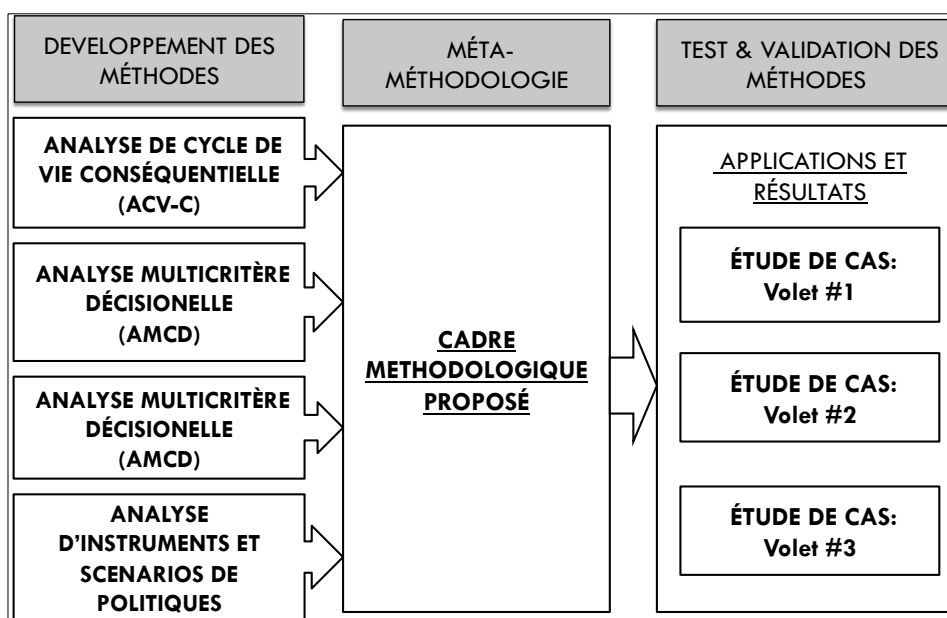 DEVELOPPEMENT DES
MÉTHODES
MÉTA-
MÉTHODOLOGIE
TEST & VALIDATION DES
MÉTHODES
ANALYSE DE CYCLE DE
VIE CONSÉQUENTIELLE
(ACV-C)
ANALYSE MULTICRITÈRE
DÉCISIONELLE
(AMCD)
ANALYSE MULTICRITÈRE
DÉCISIONELLE
(AMCD)
ANALYSE
D'INSTRUMENTS ET
SCENARIOS DE
POLITIQUES
CADRE
METHODOLOGIQUE
PROPOSÉ
APPLICATIONS ET
RÉSULTATS
ÉTUDE DE CAS:
Volet #1
ÉTUDE DE CAS:
Volet #2
ÉTUDE DE CAS:
Volet #3